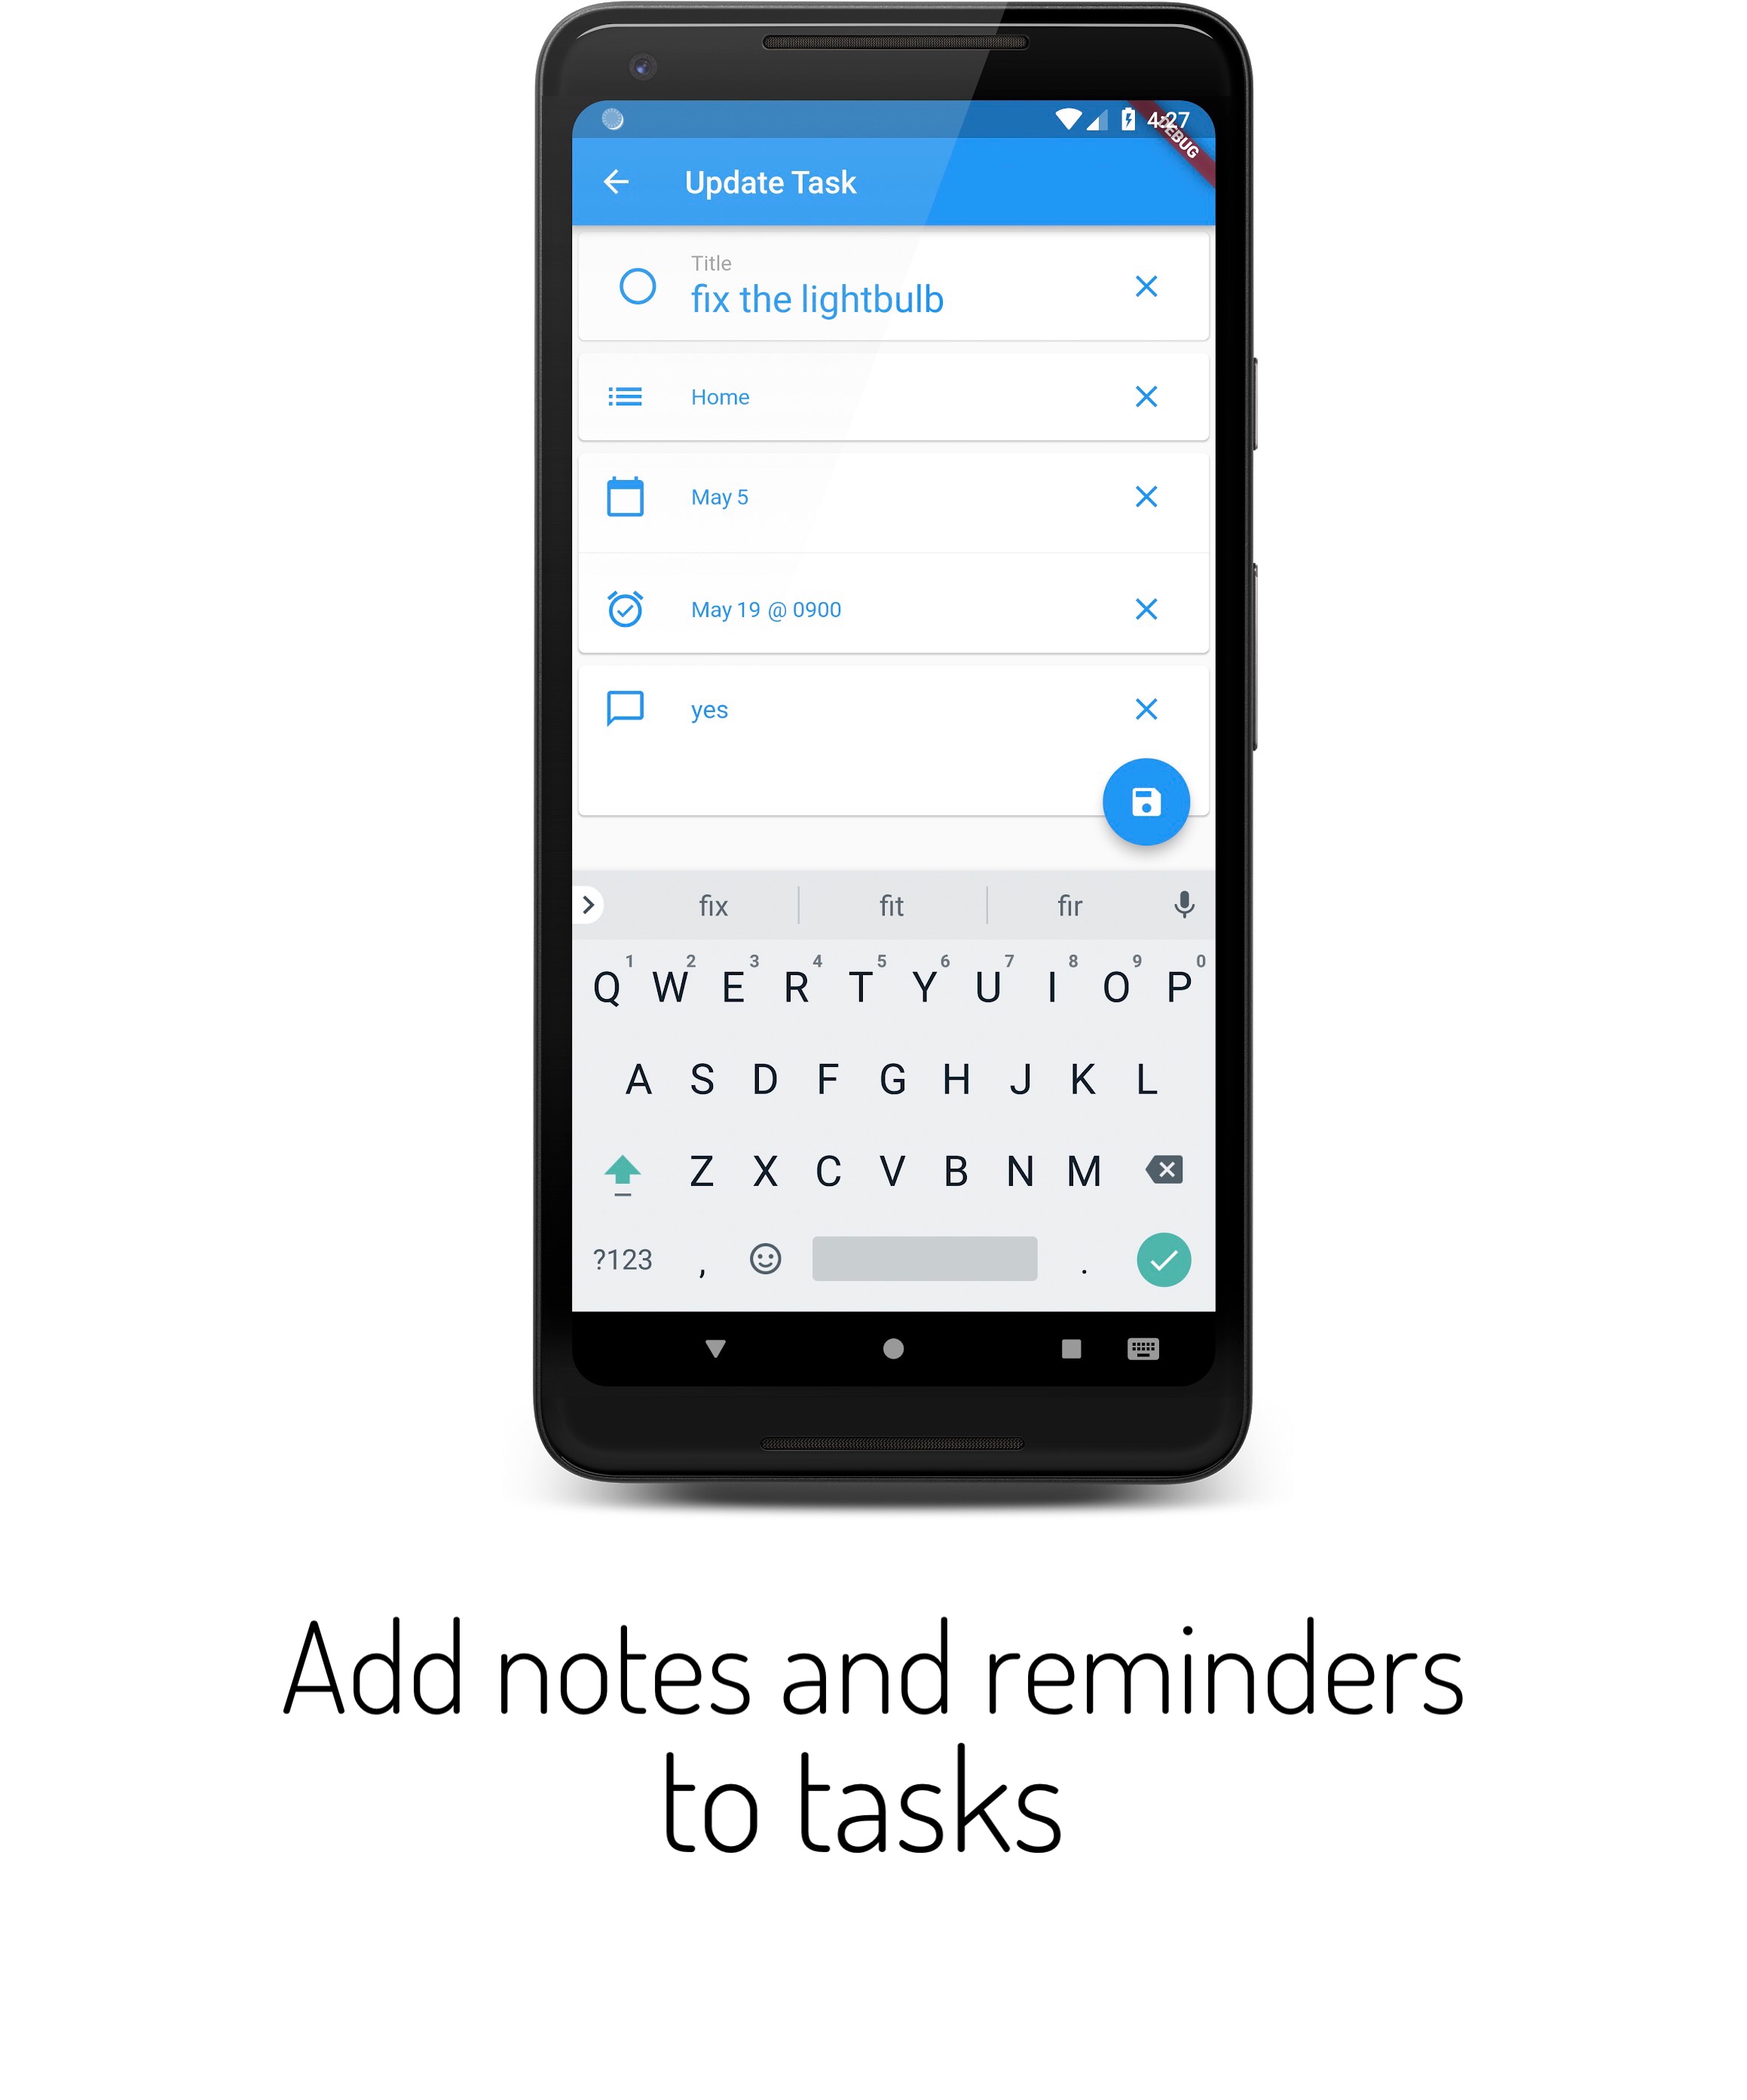 4:27
DEBUG
Update Task
Title
fix the lightbulb
Home
May 5
May 19 @ 0900
yes
fix fit fir
1 2 3 4 5 6 7 8 9 0
Q W E R T Y U I O P
A S D F G H J K L
Z X C V B N M
?123 , .
Add notes and reminders
to tasks